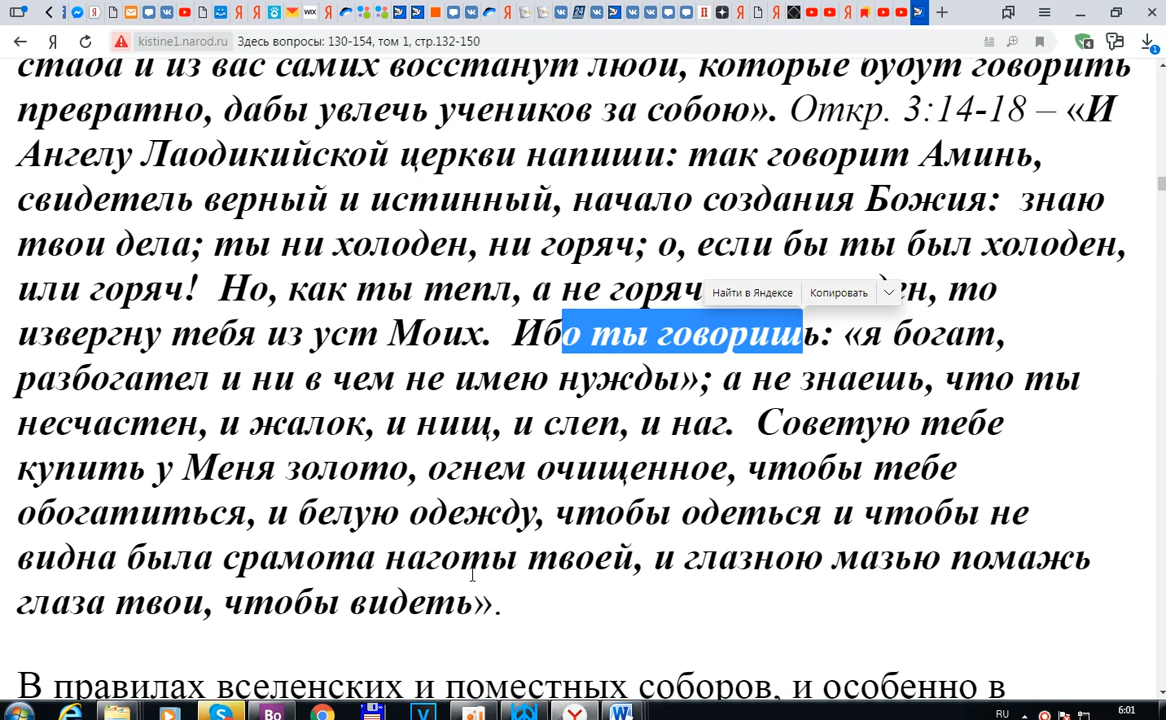 kistine1.narod.ru Здесь вопросы: 130-154, том 1, стр.132-150
стада и из вас самих восстанут люди, которые будут говорить
превратно, дабы увлечь учеников за собою». Откр. 3:14-18 – «И
Ангелу Лаодикийской церкви напиши: так говорит Аминь,
свидетель верный и истинный, начало создания Божия: знаю
твои дела; ты ни холоден, ни горяч; о, если бы ты был холоден,
или горяч! Но, как ты тепл, а не горяч ен, то
Найти в Яндексе Копировать
извергну тебя из уст Моих. Ибо ты говоришь: «я богат,
разбогател и ни в чем не имею нужды»; а не знаешь, что ты
несчастен, и жалок, и нищ, и слеп, и наг. Советую тебе
купить у Меня золото, огнем очищенное, чтобы тебе
обогатиться, и белую одежду, чтобы одеться и чтобы не
видна была срамота наготы твоей, и глазною мазью помажь
глаза твои, чтобы видеть».
В правилах вселенских и поместных соборов, и особенно в
RU 6:01